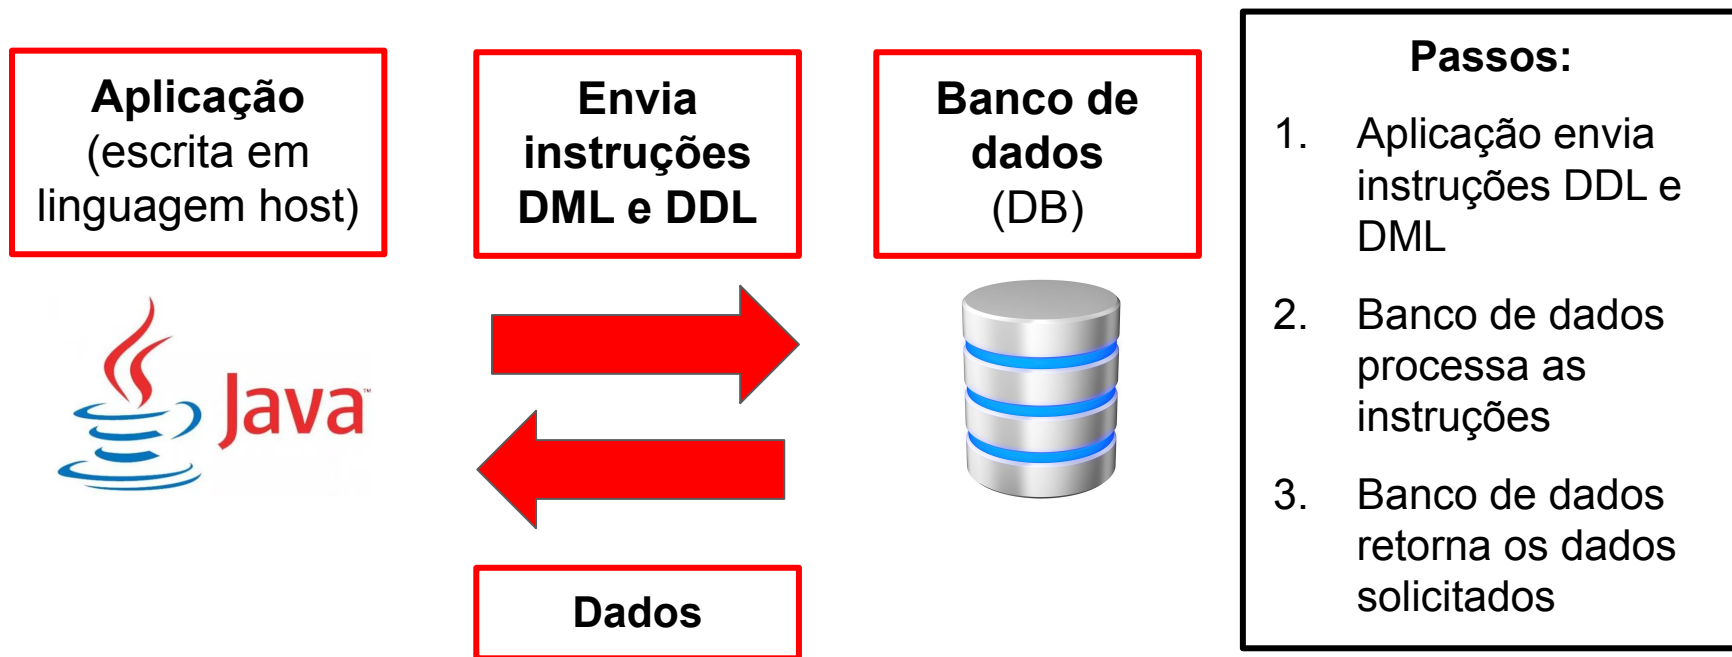 Aplicação
(escrita em
linguagem host)
Envia
instruções
DML e DDL
Banco de
dados
(DB)
Java™
Dados
Passos:
1. Aplicação envia
instruções DDL e
DML
2. Banco de dados
processa as
instruções
3. Banco de dados
retorna os dados
solicitados